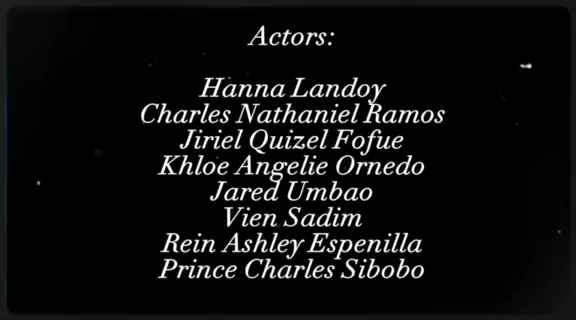 Actors:
Hanna Landoy
Charles Nathaniel Ramos
Jiriel Quizel Fofue
Khloe Angelie Ornedo
Jared Umbao
Vien Sadim
Rein Ashley Espenilla
Prince Charles Sibobo